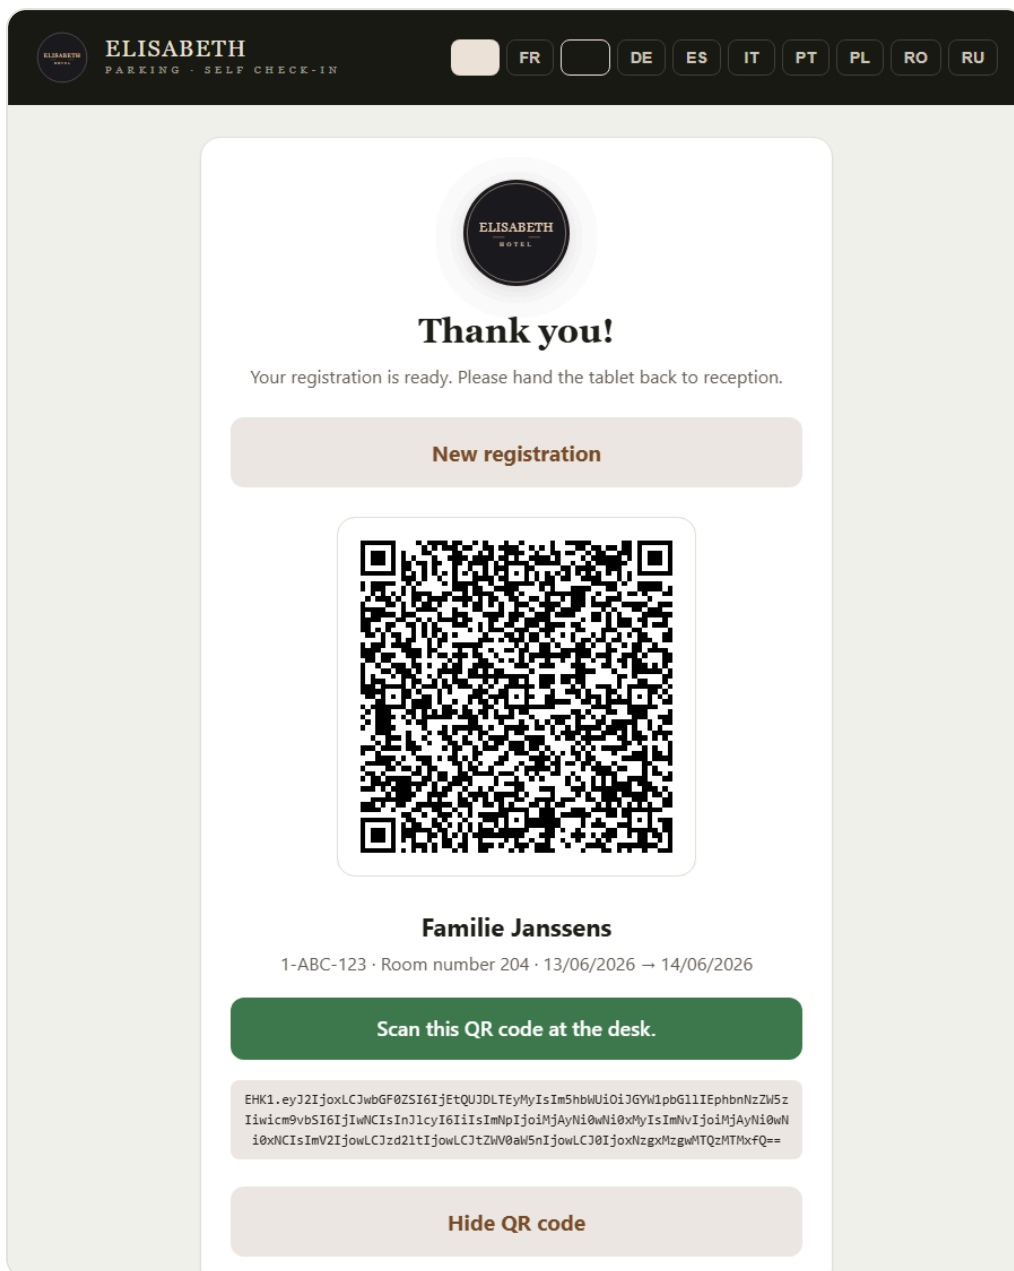 ELISABETH
HOTEL
ELISABETH
PARKING · SELF CHECK-IN
FR
DE
ES
IT
PT
PL
RO
RU
ELISABETH
HOTEL
Thank you!
Your registration is ready. Please hand the tablet back to reception.
New registration
Familie Janssens
1-ABC-123 · Room number 204 · 13/06/2026 → 14/06/2026
Scan this QR code at the desk.
EHK1.eyJ2IjoxLCJwbGF0ZSI6IjEtQUJDLTEyMyIsIm5hbWUiOiJGYW1pbGllIEphbnNzZW5z
Iiwicm9vbSI6IjIwNCIsInJlcyI6IiIsImNpIjoiMjAyNi0wNi0xMyIsImNvIjoiMjAyNi0wN
i0xNCIsImV2IjowLCJzd2ltIjowLCJtZWV0aW5nIjowLCJ0IjoxNzgxMzgwMTQzMTMxfQ==
Hide QR code